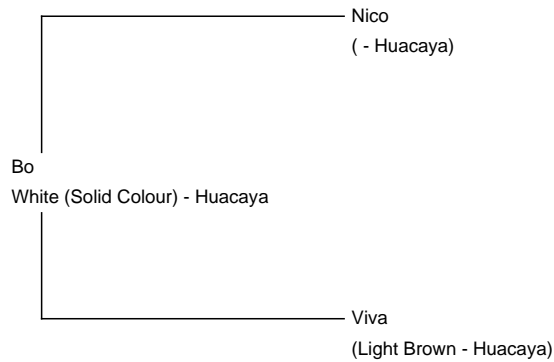 Nico
( - Huacaya)
Bo
White (Solid Colour) - Huacaya
Viva
(Light Brown - Huacaya)